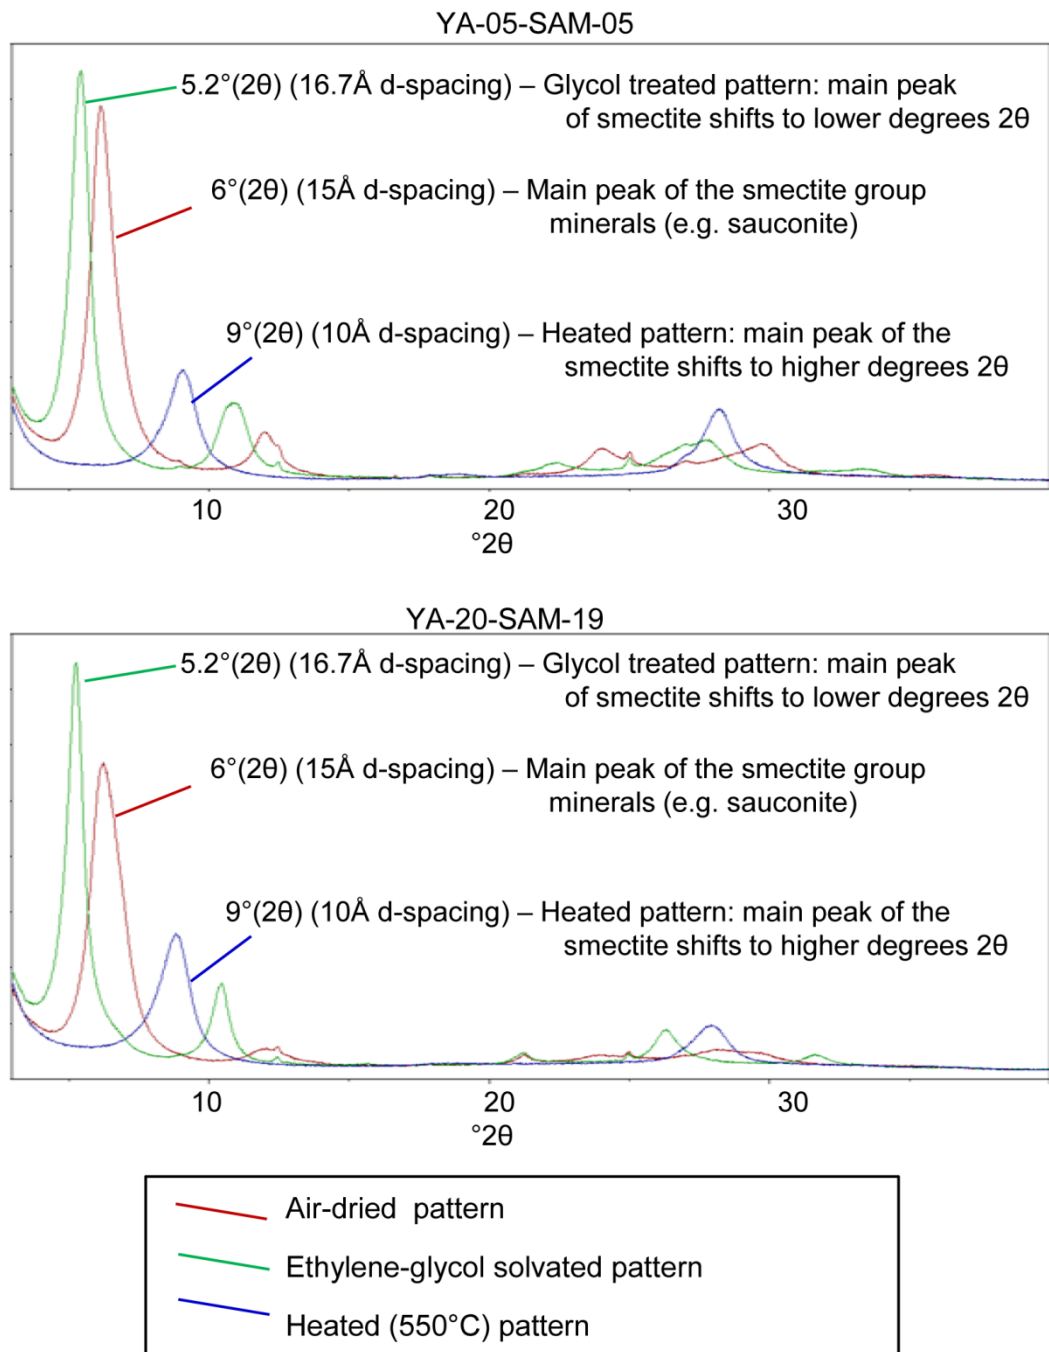 YA-05-SAM-05
5.2°(2θ) (16.7Å d-spacing) – Glycol treated pattern: main peak
of smectite shifts to lower degrees 2θ
6°(2θ) (15Å d-spacing) – Main peak of the smectite group
minerals (e.g. sauconite)
9°(2θ) (10Å d-spacing) – Heated pattern: main peak of the
smectite shifts to higher degrees 2θ
10 20 30
°2θ
YA-20-SAM-19
5.2°(2θ) (16.7Å d-spacing) – Glycol treated pattern: main peak
of smectite shifts to lower degrees 2θ
6°(2θ) (15Å d-spacing) – Main peak of the smectite group
minerals (e.g. sauconite)
9°(2θ) (10Å d-spacing) – Heated pattern: main peak of the
smectite shifts to higher degrees 2θ
10 20 30
°2θ
Air-dried pattern
Ethylene-glycol solvated pattern
Heated (550°C) pattern